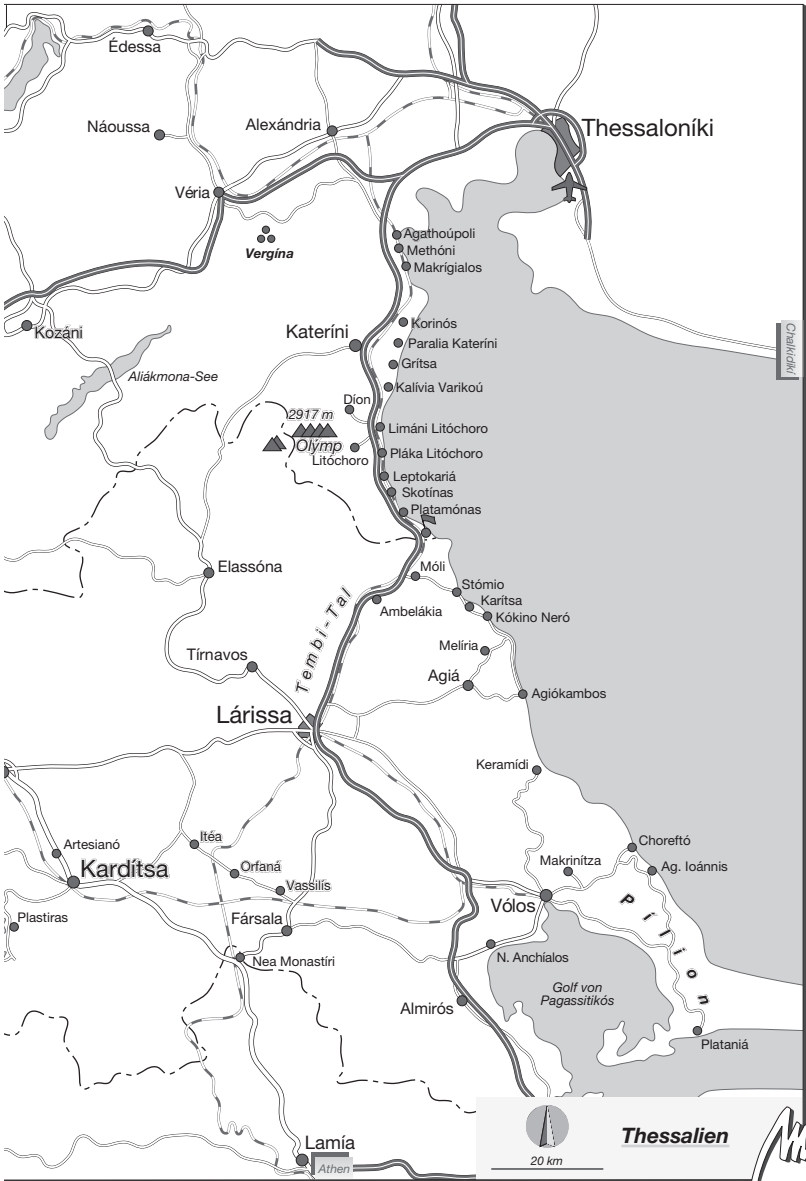 Édessa
Náoussa
Alexándria
Thessaloníki
Véria
Vergína
Agathoúpoli
Methóni
Makrígialos
Kozáni
Kateríni
Korinós
Paralia Kateríni
Grítsa
Kalívia Varikoú
Chalkidikí
Aliákmona-See
Díon
2917 m
Olýmp
Litóchoro
Limáni Litóchoro
Pláka Litóchoro
Leptokariá
Skotínas
Platamónas
Elassóna
Móli
Stómio
Karítsa
Kókino Neró
Ambelákia
Tembi-Tal
Melíria
Tírnavos
Agiá
Agiókambos
Lárissa
Keramídi
Artesianó
Itéa
Kardítsa
Orfaná
Vassilís
Choreftó
Makrinítza
Ag. Ioánnis
Plastiras
Fársala
Vólos
Pílion
Nea Monastíri
N. Anchíalos
Golf von
Pagassitikós
Almirós
Plataniá
Lamía
Athen
20 km
Thessalien